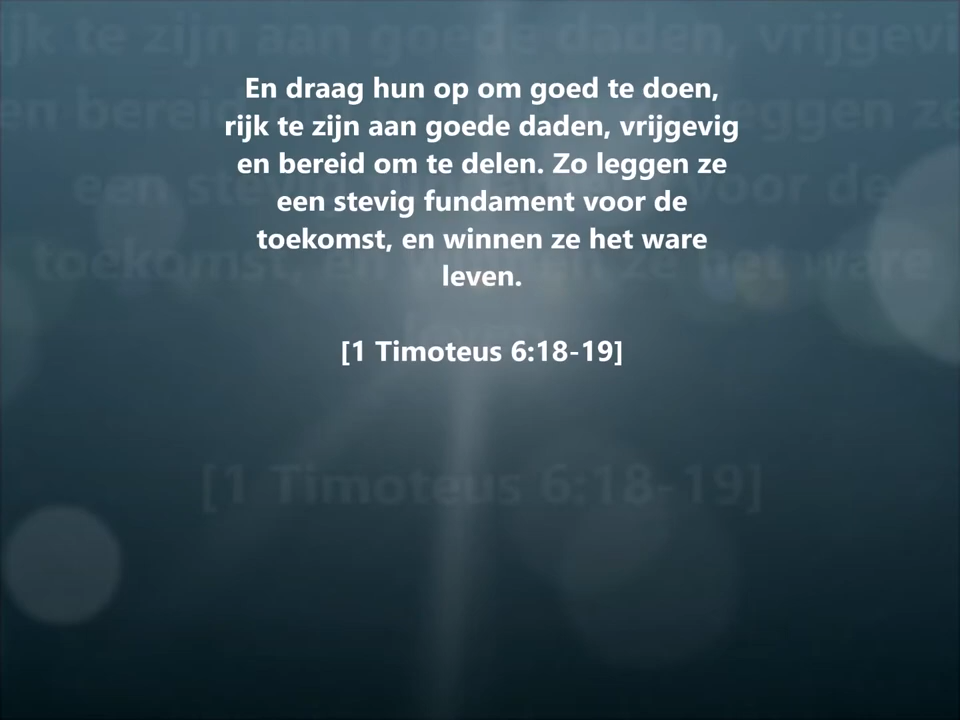 En draag hun op om goed te doen,
rijk te zijn aan goede daden, vrijgevig
en bereid om te delen. Zo leggen ze
een stevig fundament voor de
toekomst, en winnen ze het ware
leven.
[1 Timoteus 6:18-19]